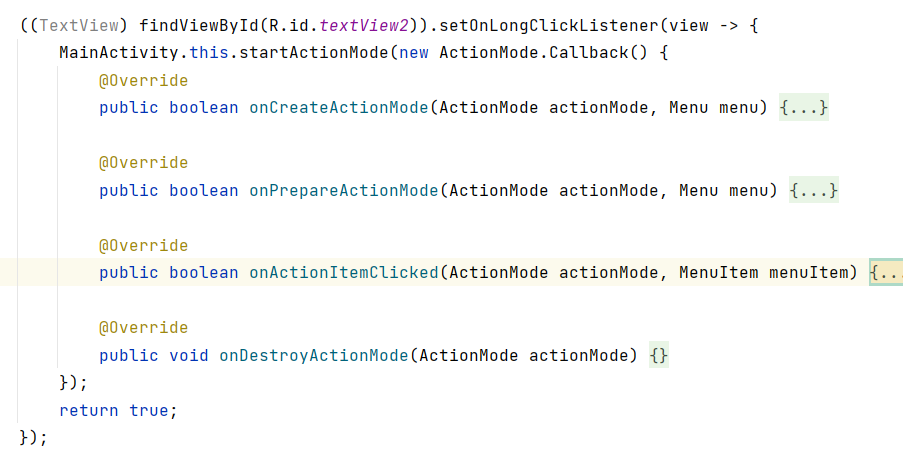 ((TextView) findViewById(R.id.textView2)).setOnLongClickListener(view -> {
    MainActivity.this.startActionMode(new ActionMode.Callback() {
        @Override
        public boolean onCreateActionMode(ActionMode actionMode, Menu menu) {...}
        @Override
        public boolean onPrepareActionMode(ActionMode actionMode, Menu menu) {...}
        @Override
        public boolean onActionItemClicked(ActionMode actionMode, MenuItem menuItem) {...
        @Override
        public void onDestroyActionMode(ActionMode actionMode) {}
    });
    return true;
});